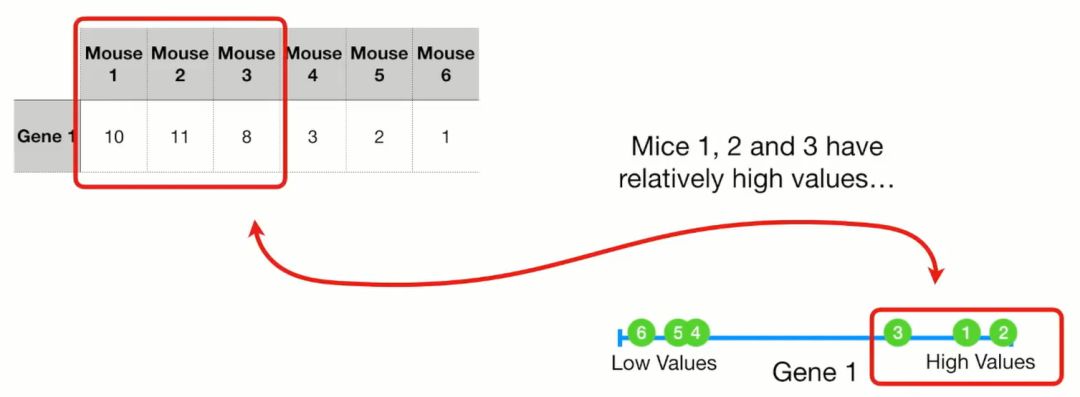 Mouse 1 Mouse 2 Mouse 3 Mouse 4 Mouse 5 Mouse 6
Gene 1 10 11 8 3 2 1
Mice 1, 2 and 3 have
relatively high values…
6 5 4 3 1 2
Low Values High Values
Gene 1